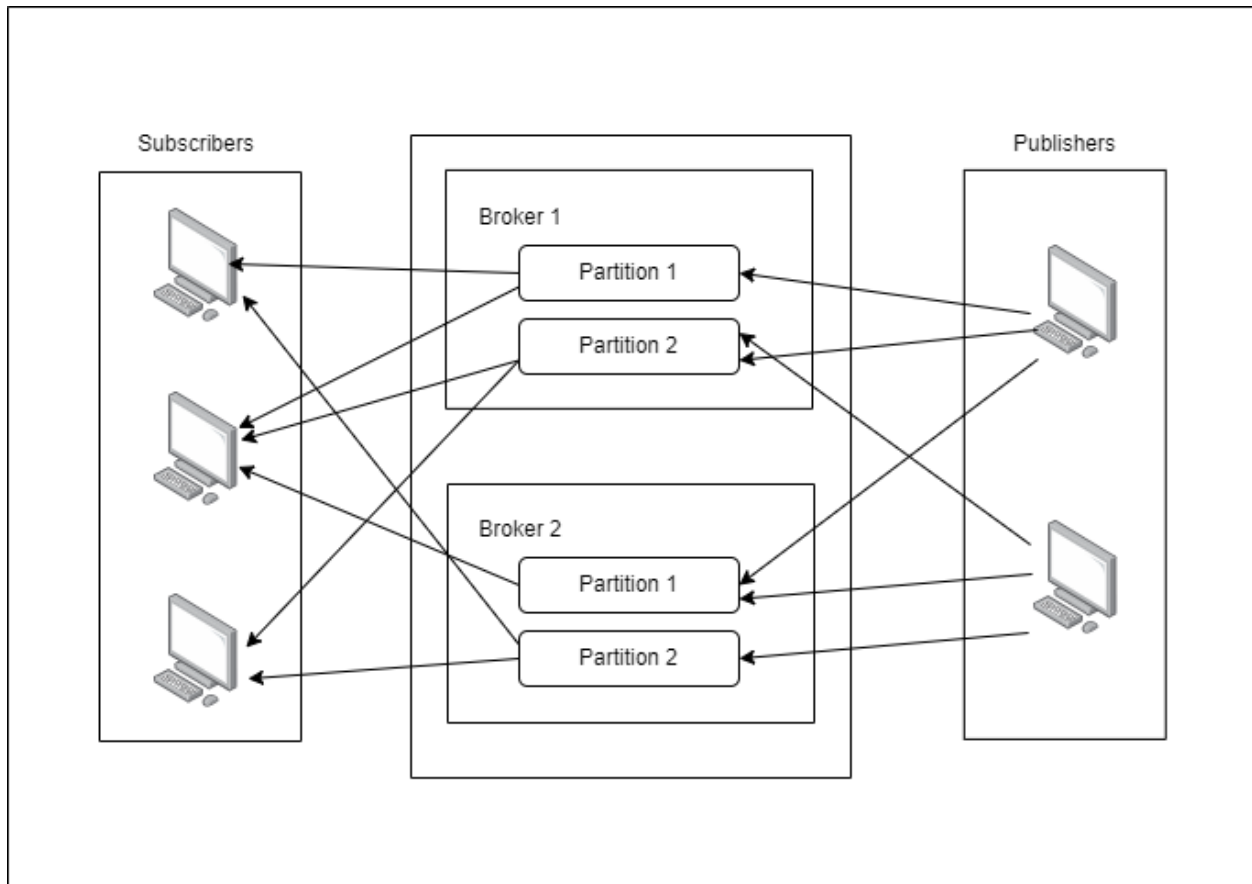 Subscribers
Publishers
Broker 1
Partition 1
Partition 2
Broker 2
Partition 1
Partition 2